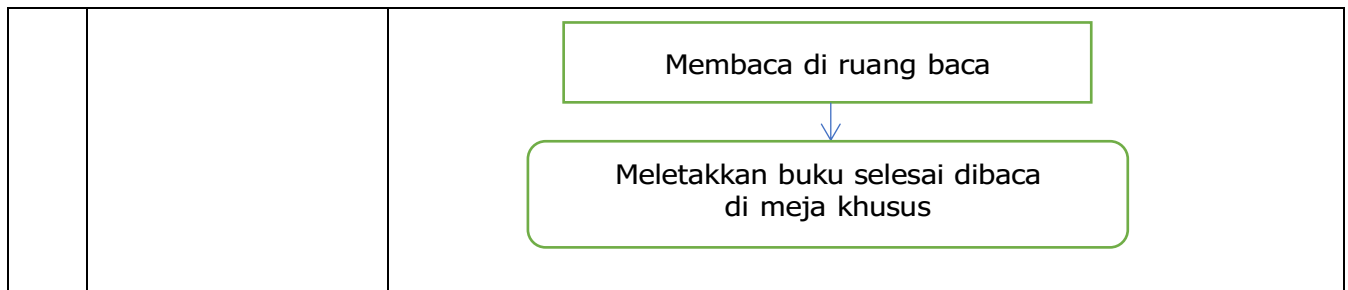 Membaca di ruang baca
Meletakkan buku selesai dibaca
di meja khusus